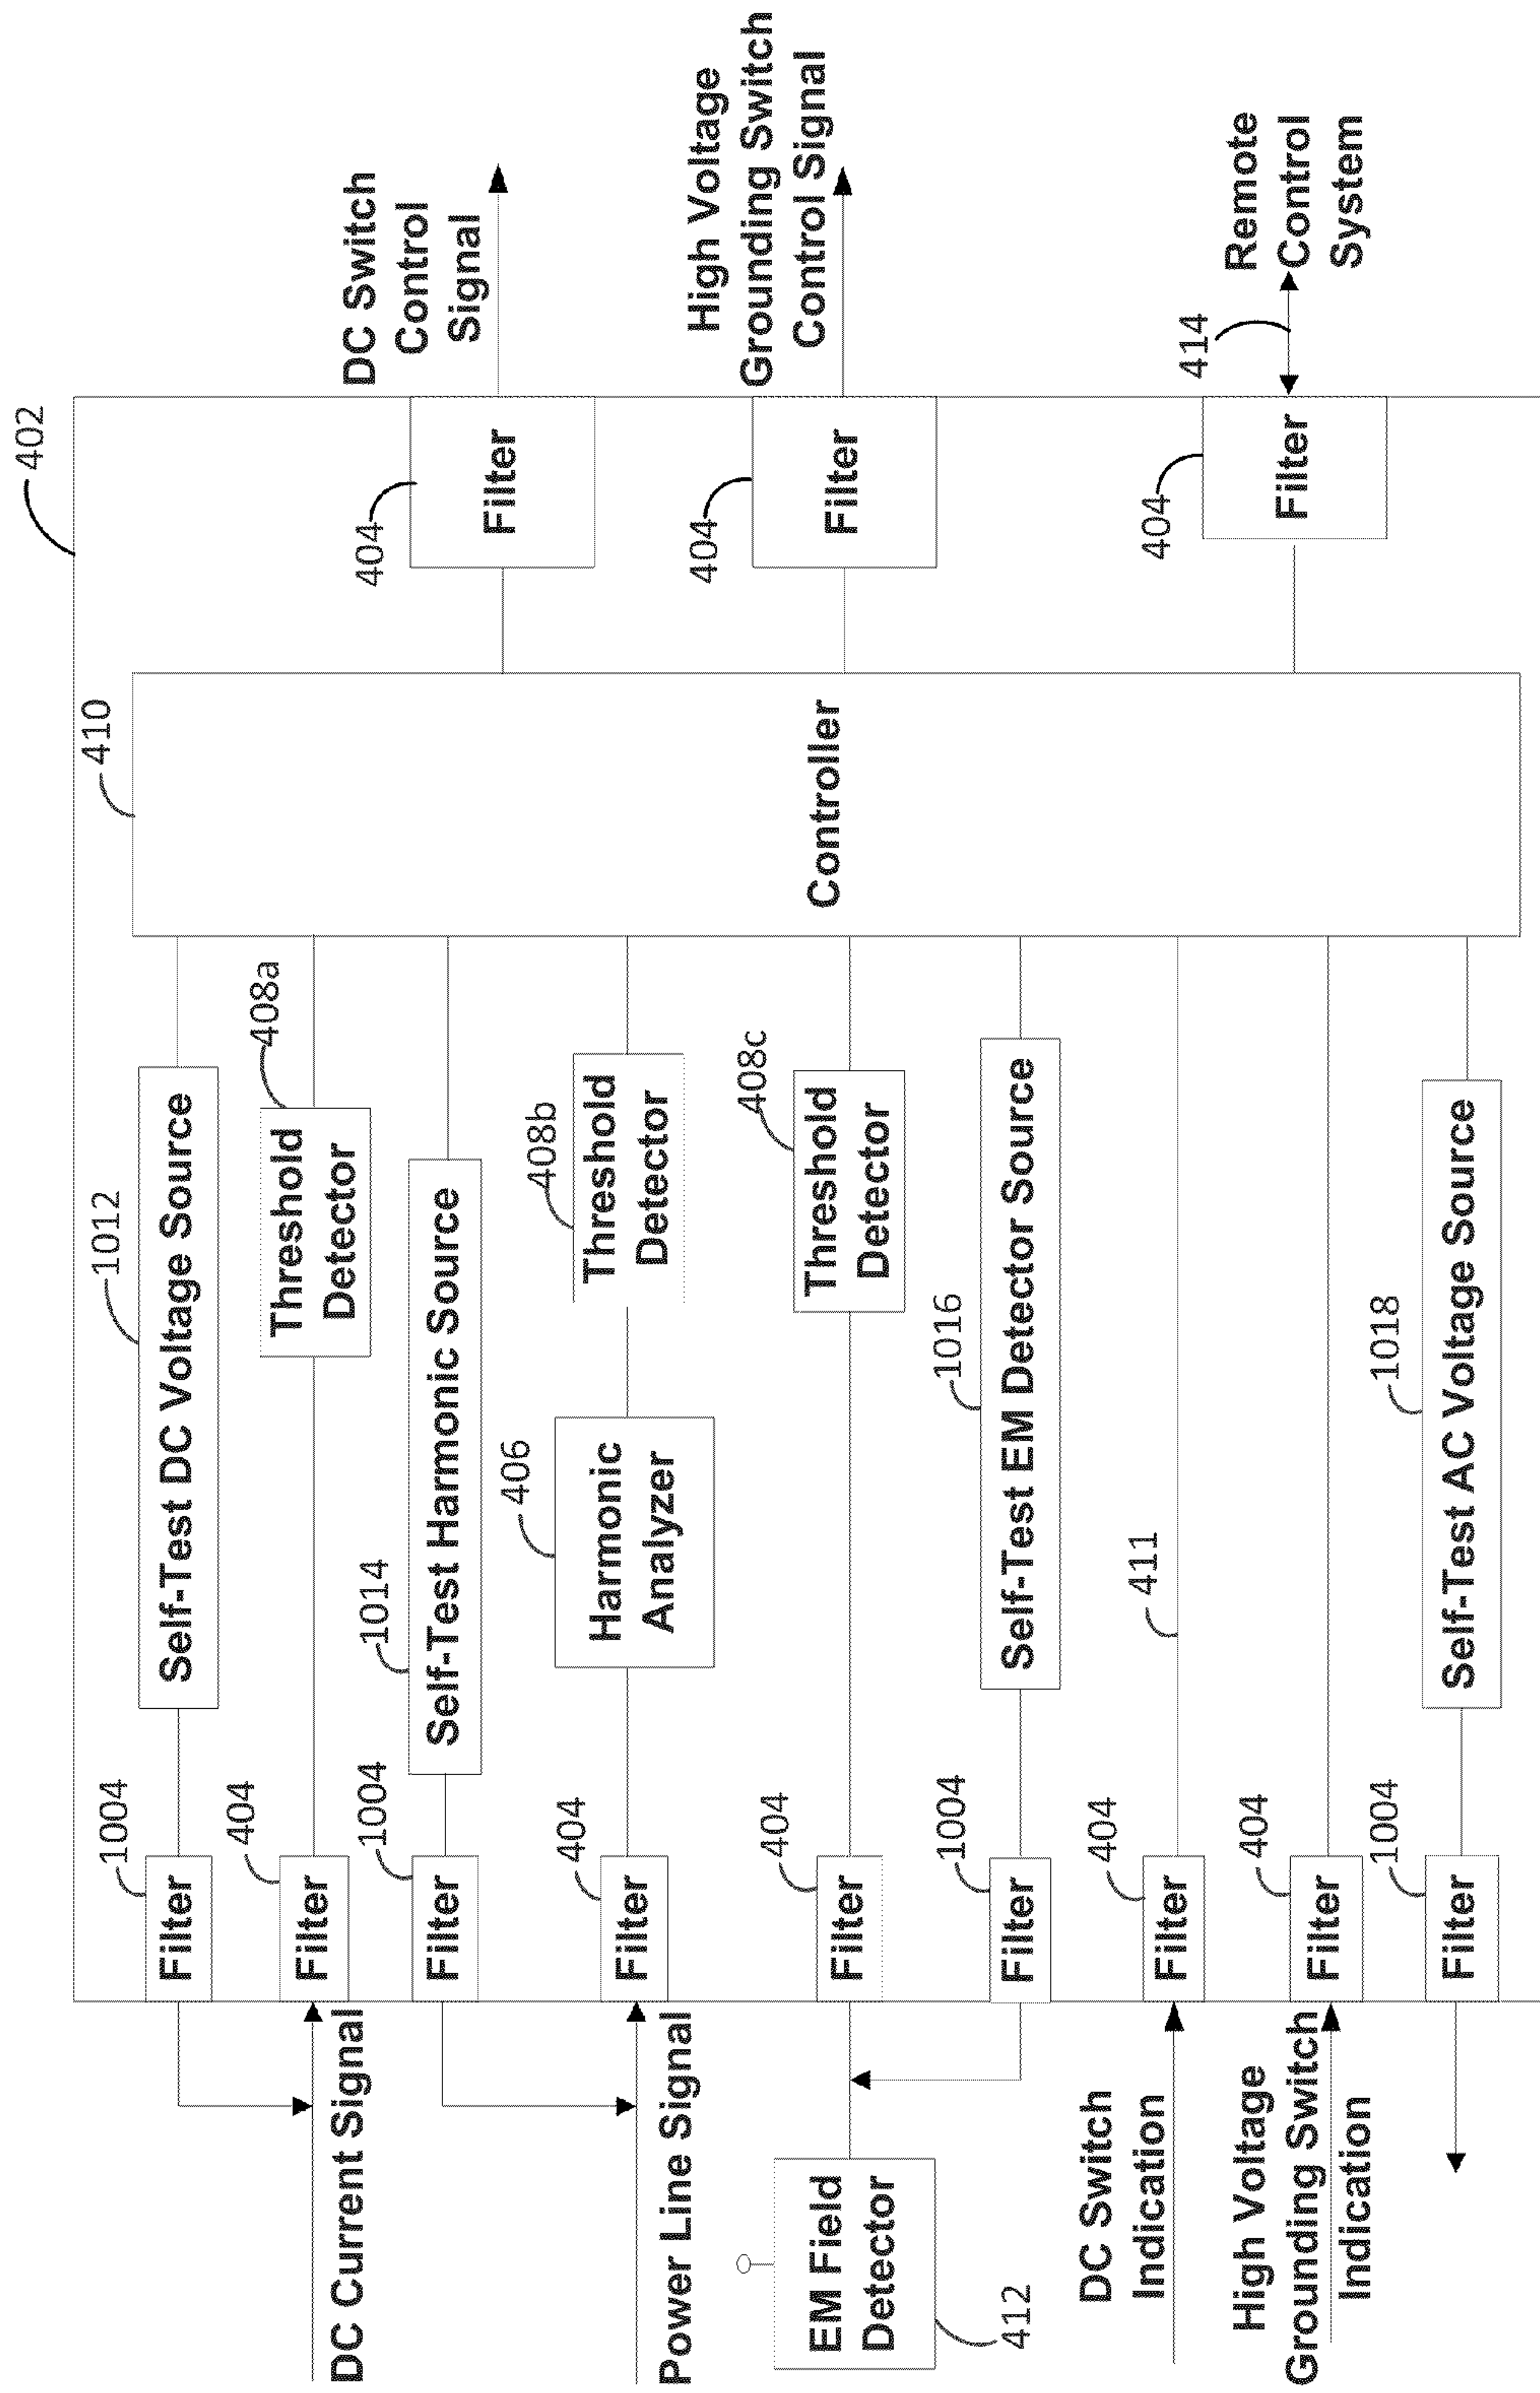 402
410
1012
1004
Filter
Self-Test DC Voltage Source
404
Filter
408a
Threshold
Detector
DC Current Signal
1004
Filter
1014
Self-Test Harmonic Source
404
Filter
406
Harmonic
Analyzer
408b
Threshold
Detector
Power Line Signal
EM Field
Detector
412
404
Filter
408c
Threshold
Detector
1004
Filter
1016
Self-Test EM Detector Source
DC Switch
Indication
404
Filter
411
High Voltage
Grounding Switch
Indication
404
Filter
1004
Filter
1018
Self-Test AC Voltage Source
Controller
404
Filter
DC Switch
Control
Signal
404
Filter
High Voltage
Grounding Switch
Control Signal
404
Filter
414
Remote
Control
System